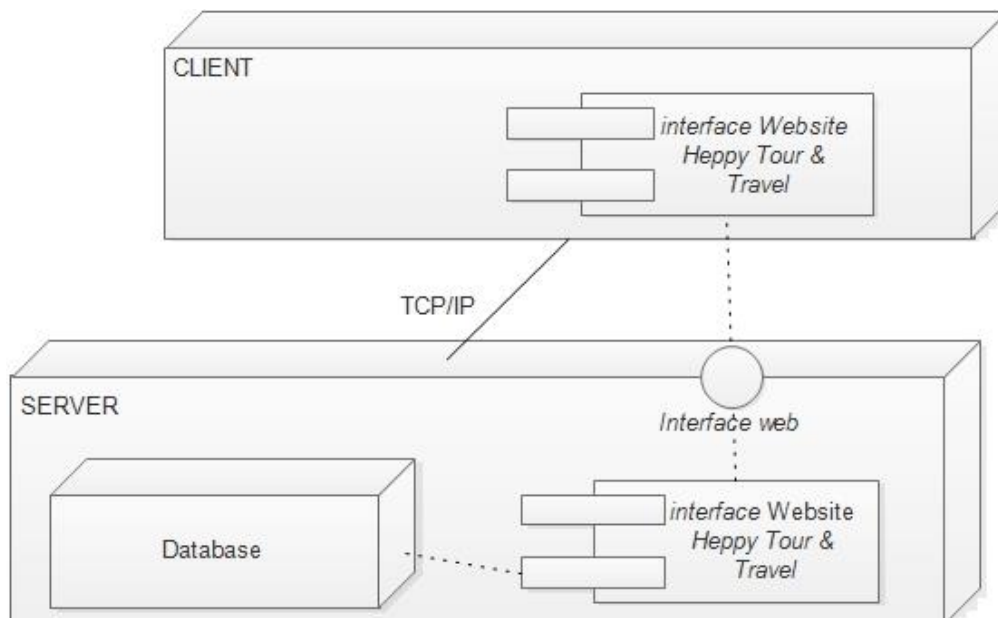 CLIENT
interface Website
Heppy Tour &
Travel
TCP/IP
SERVER
Interface web
Database
interface Website
Heppy Tour &
Travel